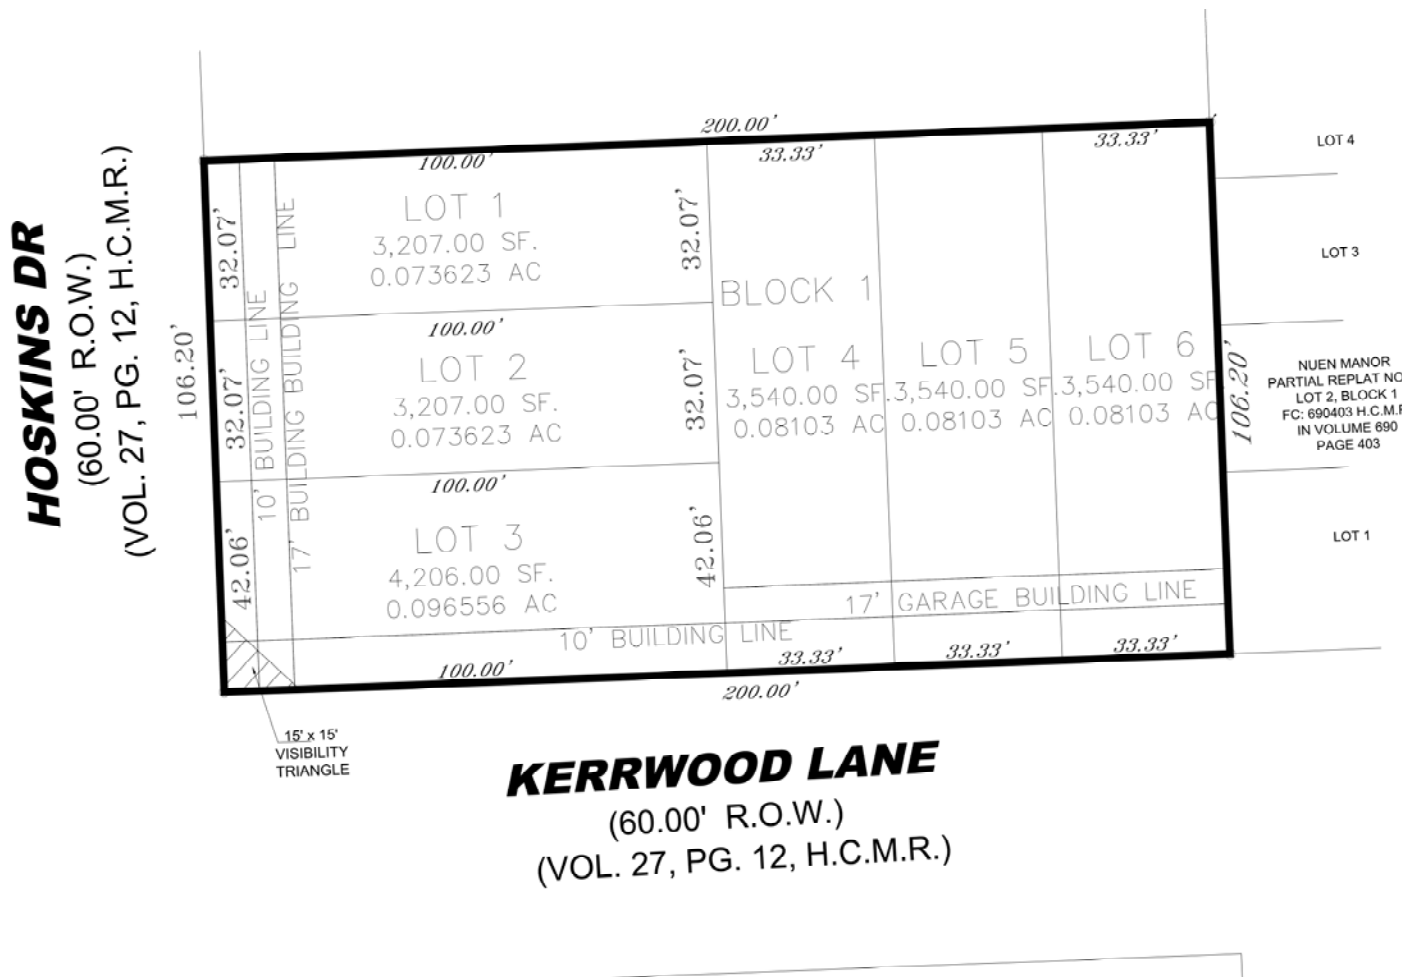 HOSKINS DR
(60.00' R.O.W.)
(VOL. 27, PG. 12, H.C.M.R.)
106.20'
200.00'
100.00'
33.33'
33.33'
32.07'
LOT 1
3,207.00 SF.
0.073623 AC
32.07'
10' BUILDING LINE
17' BUILDING BUILDING LINE
BLOCK 1
100.00'
32.07'
LOT 2
3,207.00 SF.
0.073623 AC
32.07'
100.00'
42.06'
LOT 3
4,206.00 SF.
0.096556 AC
42.06'
LOT 4
3,540.00 SF.
0.08103 AC
LOT 5
3,540.00 SF.
0.08103 AC
LOT 6
3,540.00 SF
0.08103 AC
106.20'
17' GARAGE BUILDING LINE
10' BUILDING LINE
100.00'
33.33'
33.33'
33.33'
200.00'
15' x 15'
VISIBILITY
TRIANGLE
LOT 4
LOT 3
NUEN MANOR
PARTIAL REPLAT NO
LOT 2, BLOCK 1
FC: 690403 H.C.M.R
IN VOLUME 690
PAGE 403
LOT 1
KERRWOOD LANE
(60.00' R.O.W.)
(VOL. 27, PG. 12, H.C.M.R.)